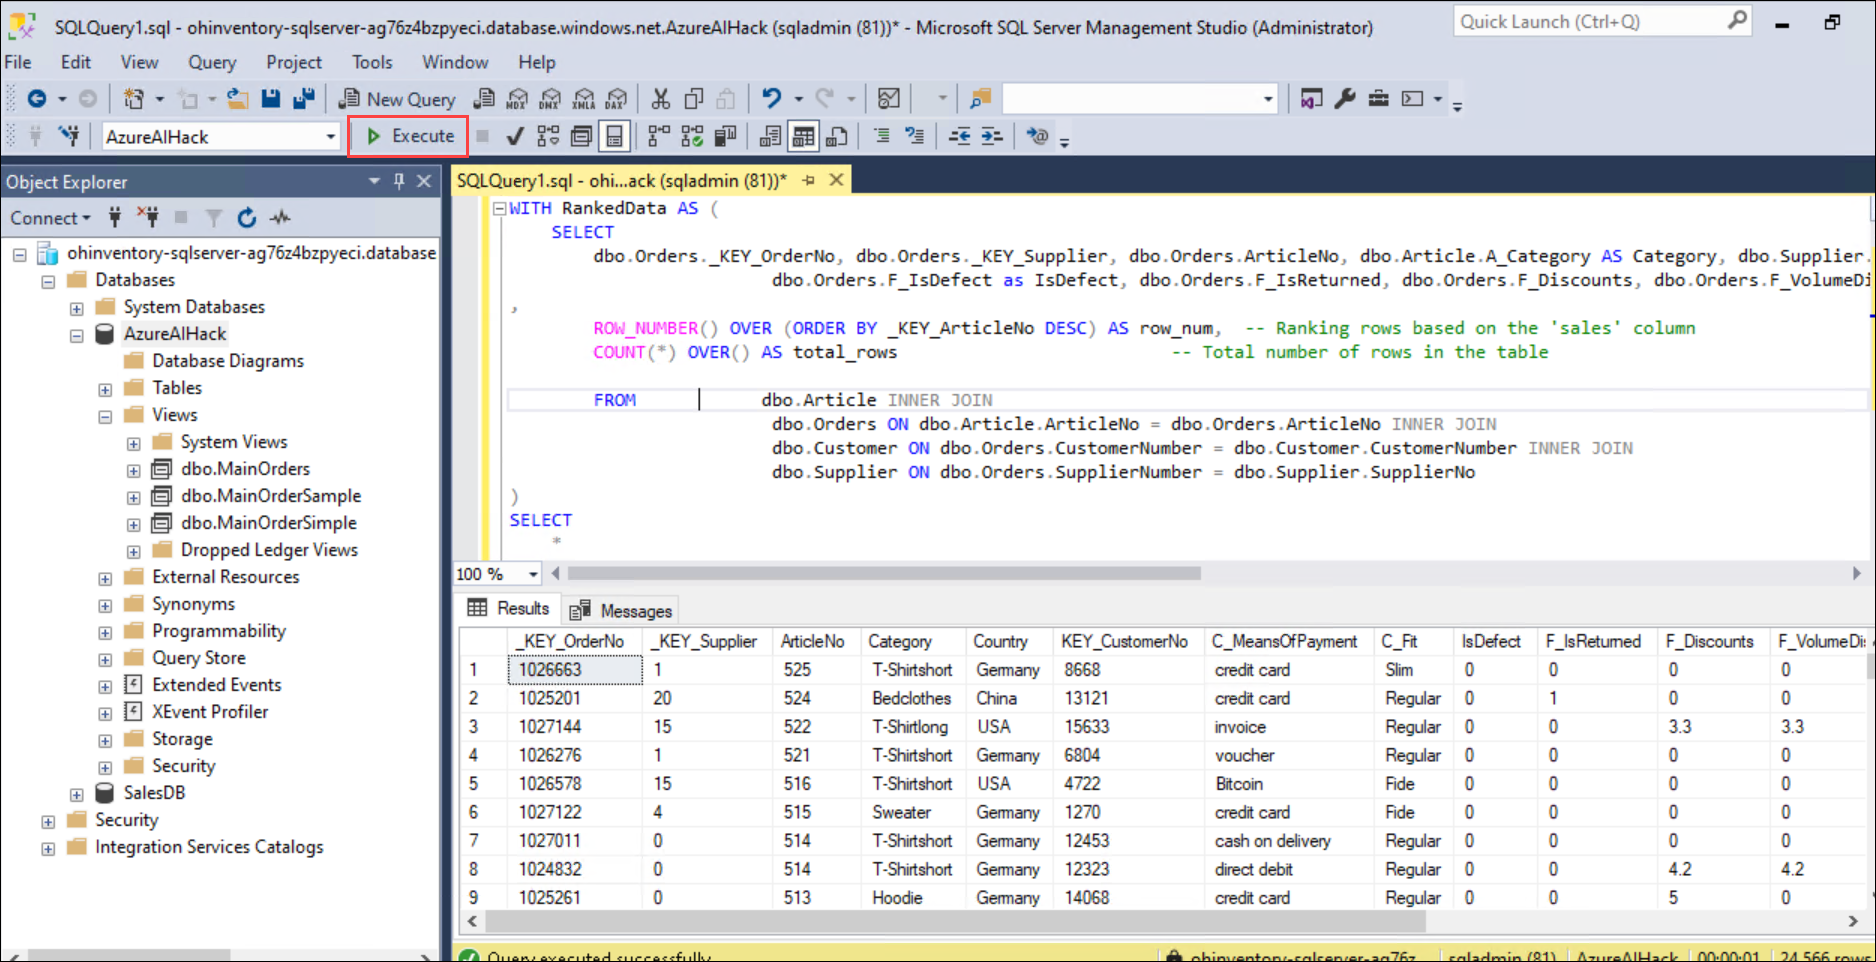 SQLQuery1.sql - ohinventory-sqlserver-ag76z4bzpyeci.database.windows.net.AzureAIHack (sqladmin (81))* - Microsoft SQL Server Management Studio (Administrator)
Quick Launch (Ctrl+Q)
File Edit View Query Project Tools Window Help
New Query MDX DMX XMLA DAX
AzureAIHack Execute
Object Explorer
SQLQuery1.sql - ohi...ack (sqladmin (81))*
Connect
ohinventory-sqlserver-ag76z4bzpyeci.database
Databases
System Databases
AzureAIHack
Database Diagrams
Tables
Views
System Views
dbo.MainOrders
dbo.MainOrderSample
dbo.MainOrderSimple
Dropped Ledger Views
External Resources
Synonyms
Programmability
Query Store
Extended Events
XEvent Profiler
Storage
Security
SalesDB
Security
Integration Services Catalogs
WITH RankedData AS (
SELECT
dbo.Orders._KEY_OrderNo, dbo.Orders._KEY_Supplier, dbo.Orders.ArticleNo, dbo.Article.A_Category AS Category, dbo.Supplier.
dbo.Orders.F_IsDefect as IsDefect, dbo.Orders.F_IsReturned, dbo.Orders.F_Discounts, dbo.Orders.F_VolumeDi
,
ROW_NUMBER() OVER (ORDER BY _KEY_ArticleNo DESC) AS row_num, -- Ranking rows based on the 'sales' column
COUNT(*) OVER() AS total_rows -- Total number of rows in the table
FROM dbo.Article INNER JOIN
dbo.Orders ON dbo.Article.ArticleNo = dbo.Orders.ArticleNo INNER JOIN
dbo.Customer ON dbo.Orders.CustomerNumber = dbo.Customer.CustomerNumber INNER JOIN
dbo.Supplier ON dbo.Orders.SupplierNumber = dbo.Supplier.SupplierNo
)
SELECT
*
100 %
Results Messages
_KEY_OrderNo _KEY_Supplier ArticleNo Category Country KEY_CustomerNo C_MeansOfPayment C_Fit IsDefect F_IsReturned F_Discounts F_VolumeDi
1 1026663 1 525 T-Shirtshort Germany 8668 credit card Slim 0 0 0 0
2 1025201 20 524 Bedclothes China 13121 credit card Regular 0 1 0 0
3 1027144 15 522 T-Shirtlong USA 15633 invoice Regular 0 0 3.3 3.3
4 1026276 1 521 T-Shirtshort Germany 6804 voucher Regular 0 0 0 0
5 1026578 15 516 T-Shirtshort USA 4722 Bitcoin Fide 0 0 0 0
6 1027122 4 515 Sweater Germany 1270 credit card Fide 0 0 0 0
7 1027011 0 514 T-Shirtshort Germany 12453 cash on delivery Regular 0 0 0 0
8 1024832 0 514 T-Shirtshort Germany 12323 direct debit Regular 0 0 4.2 4.2
9 1025261 0 513 Hoodie Germany 14068 credit card Regular 0 0 5 0
Query executed successfully. ohinventory-sqlserver-ag76z... sqladmin (81) AzureAIHack 00:00:01 24,566 rows